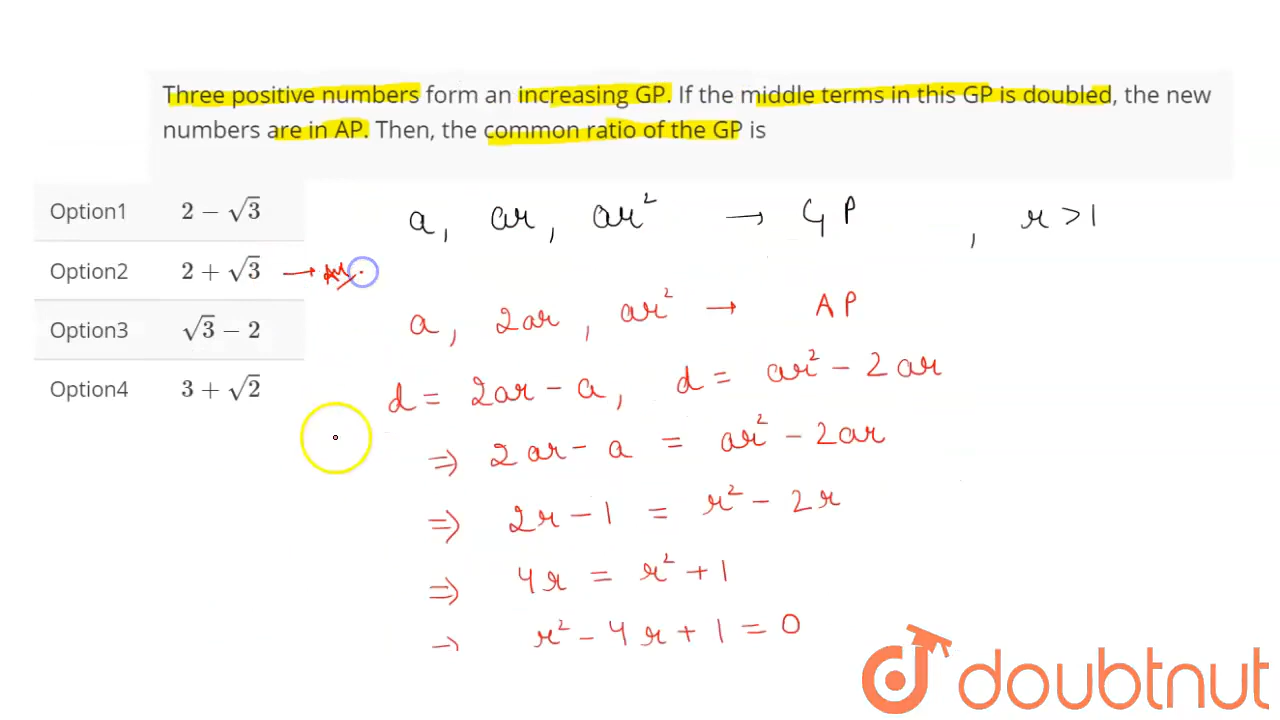 Three positive numbers form an increasing GP. If the middle terms in this GP is doubled, the new
numbers are in AP. Then, the common ratio of the GP is
Option1 2 − √3
Option2 2 + √3 → Ans.
Option3 √3 − 2
Option4 3 + √2
a, ar, ar² → GP , r > 1
a, 2ar, ar² → AP
d = 2ar − a, d = ar² − 2ar
⇒ 2ar − a = ar² − 2ar
⇒ 2r − 1 = r² − 2r
⇒ 4r = r² + 1
⇒ r² − 4r + 1 = 0
doubtnut